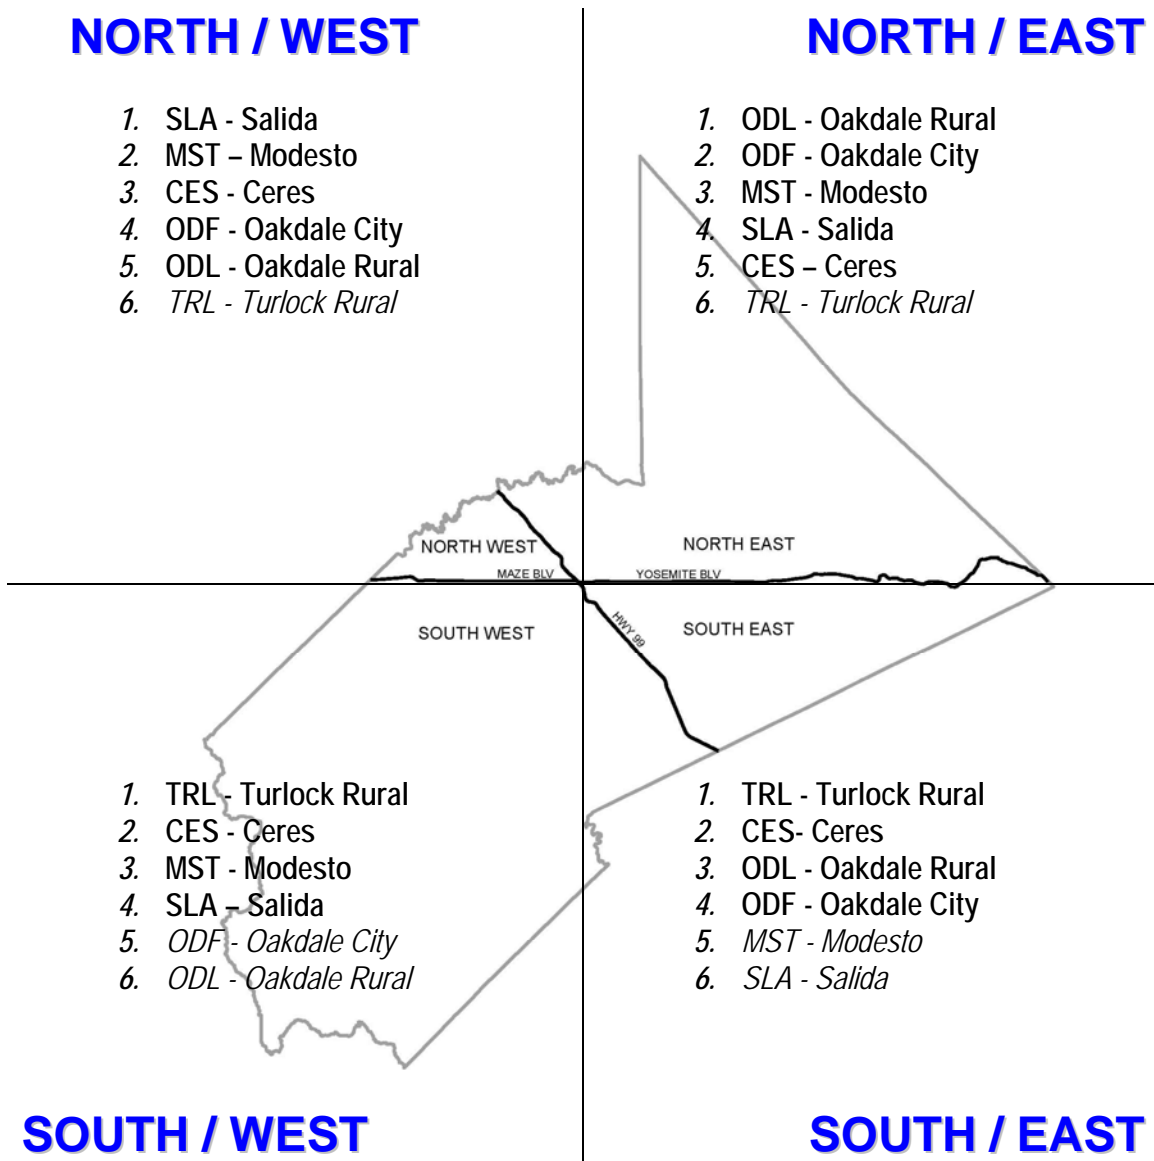 NORTH / WEST
1. SLA - Salida
2. MST – Modesto
3. CES - Ceres
4. ODF - Oakdale City
5. ODL - Oakdale Rural
6. TRL - Turlock Rural
NORTH / EAST
1. ODL - Oakdale Rural
2. ODF - Oakdale City
3. MST - Modesto
4. SLA - Salida
5. CES – Ceres
6. TRL - Turlock Rural
NORTH WEST
NORTH EAST
MAZE BLV
YOSEMITE BLV
SOUTH WEST
HWY 99
SOUTH EAST
1. TRL - Turlock Rural
2. CES - Ceres
3. MST - Modesto
4. SLA – Salida
5. ODF - Oakdale City
6. ODL - Oakdale Rural
SOUTH / WEST
1. TRL - Turlock Rural
2. CES- Ceres
3. ODL - Oakdale Rural
4. ODF - Oakdale City
5. MST - Modesto
6. SLA - Salida
SOUTH / EAST